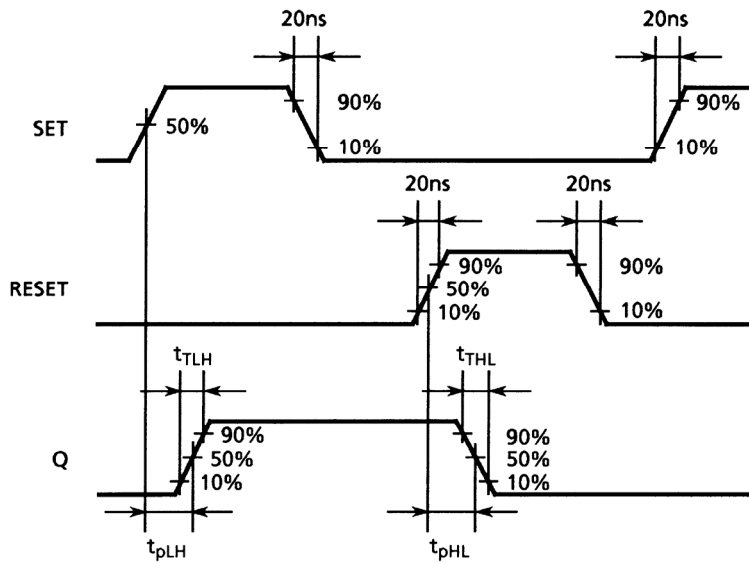 20ns 20ns
90% 90%
SET 50%
10% 10%
20ns 20ns
90% 90%
RESET 50%
10% 10%
tTLH tTHL
90% 90%
Q 50% 50%
10% 10%
tpLH tpHL